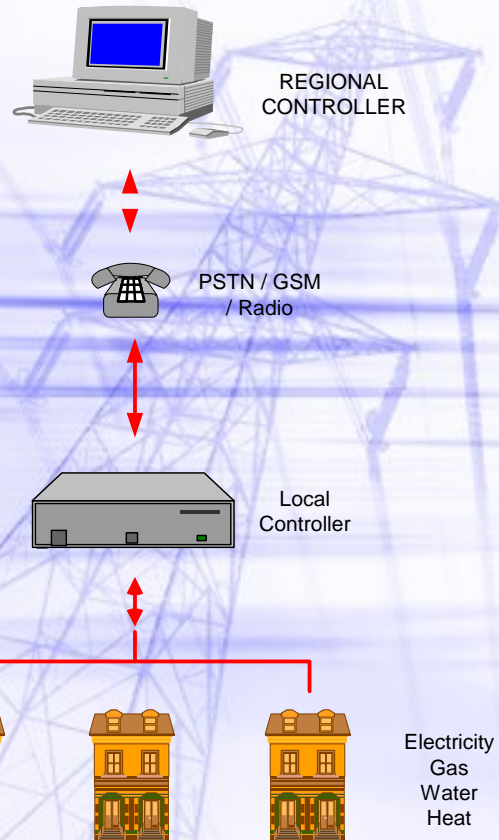 REGIONAL
CONTROLLER
PSTN / GSM
/ Radio
Local
Controller
Electricity
Gas
Water
Heat